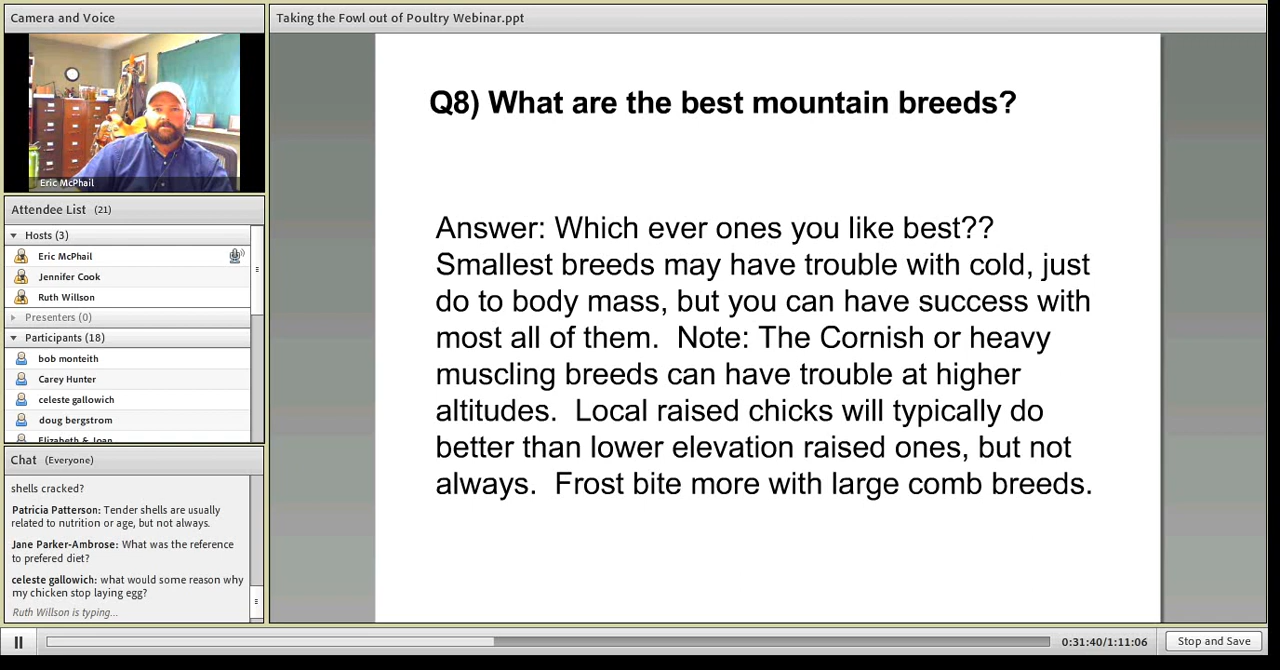 Camera and Voice
Eric McPhail
Attendee List (21)
Hosts (3)
Eric McPhail
Jennifer Cook
Ruth Willson
Presenters (0)
Participants (18)
bob monteith
Carey Hunter
celeste gallowich
doug bergstrom
Elizabeth & Joan
Chat (Everyone)
shells cracked?
Patricia Patterson: Tender shells are usually
related to nutrition or age, but not always.
Jane Parker-Ambrose: What was the reference
to prefered diet?
celeste gallowich: what would some reason why
my chicken stop laying egg?
Ruth Willson is typing...
Taking the Fowl out of Poultry Webinar.ppt
Q8) What are the best mountain breeds?
Answer: Which ever ones you like best??
Smallest breeds may have trouble with cold, just
do to body mass, but you can have success with
most all of them. Note: The Cornish or heavy
muscling breeds can have trouble at higher
altitudes. Local raised chicks will typically do
better than lower elevation raised ones, but not
always. Frost bite more with large comb breeds.
0:31:40/1:11:06
Stop and Save